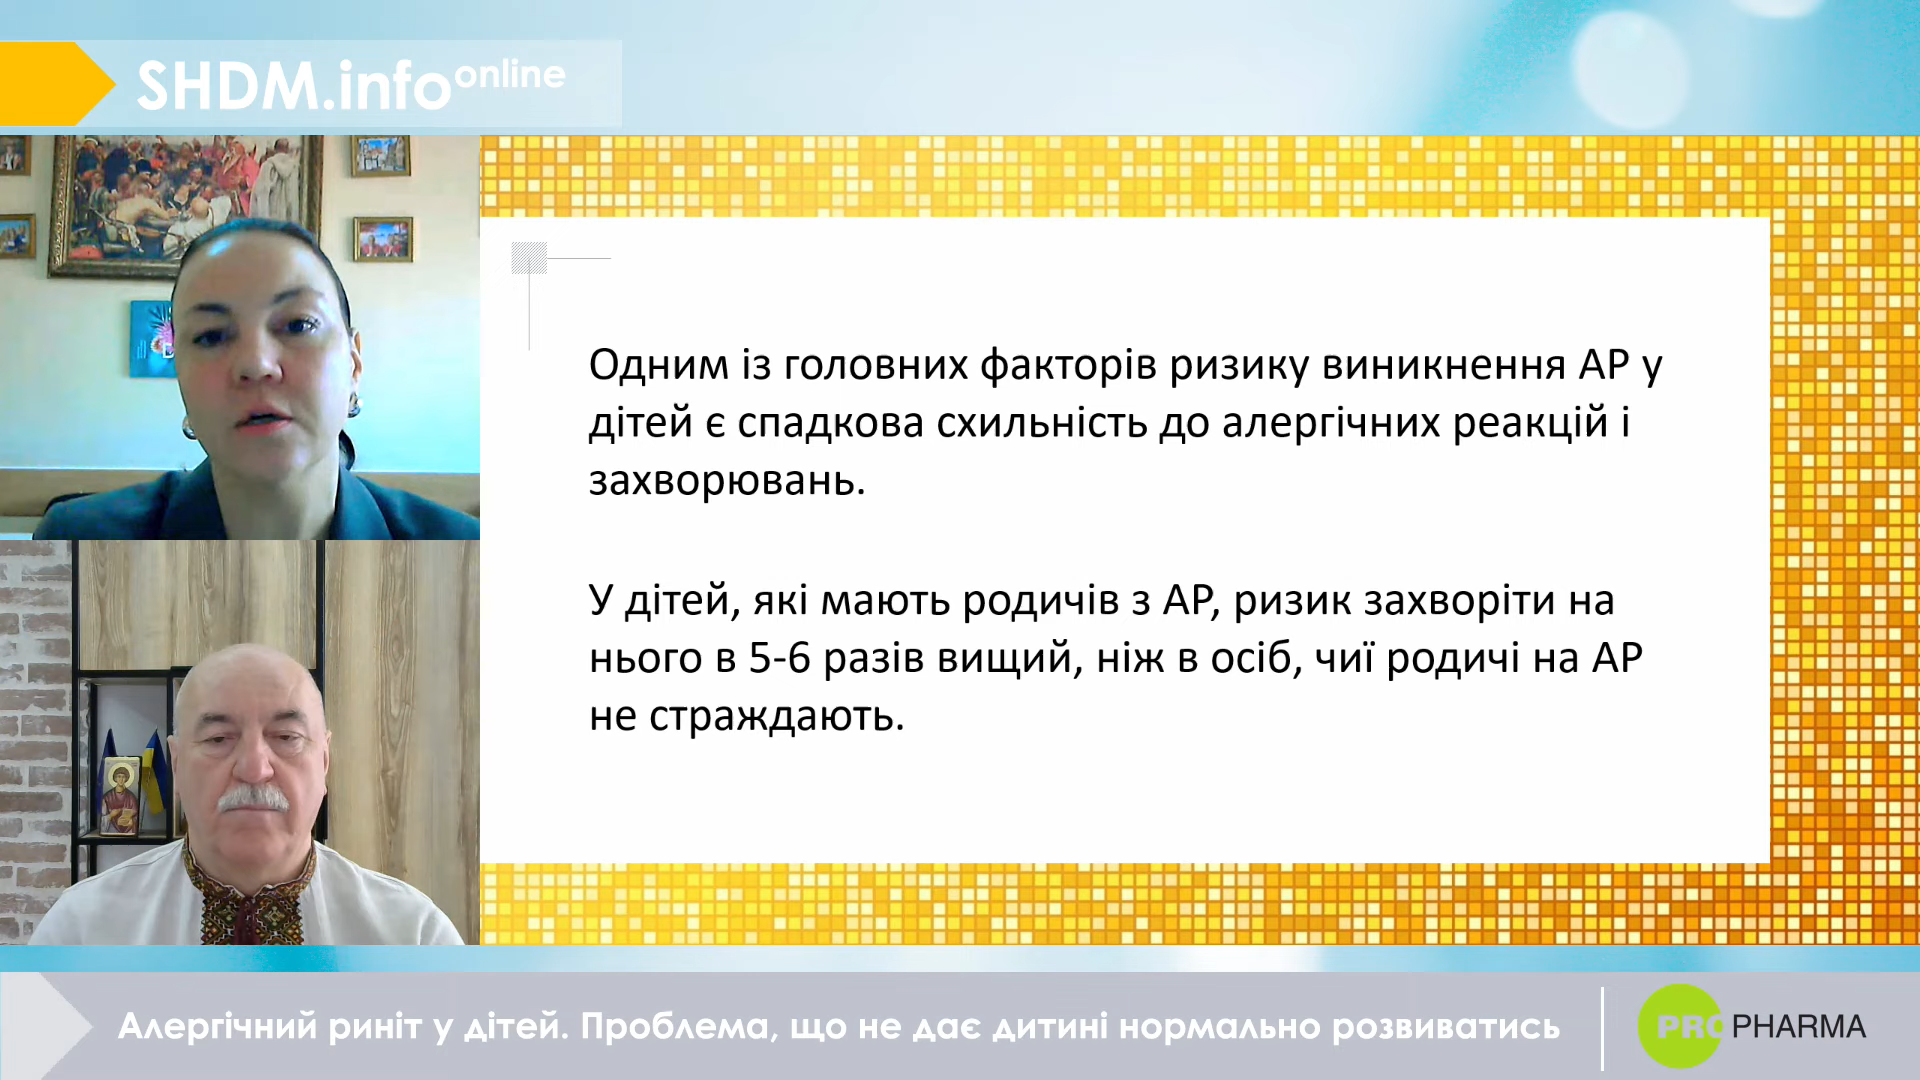 SHDM.info online
Одним із головних факторів ризику виникнення АР у
дітей є спадкова схильність до алергічних реакцій і
захворювань.
У дітей, які мають родичів з АР, ризик захворіти на
нього в 5-6 разів вищий, ніж в осіб, чиї родичі на АР
не страждають.
Алергічний риніт у дітей. Проблема, що не дає дитині нормально розвиватись
PRO PHARMA